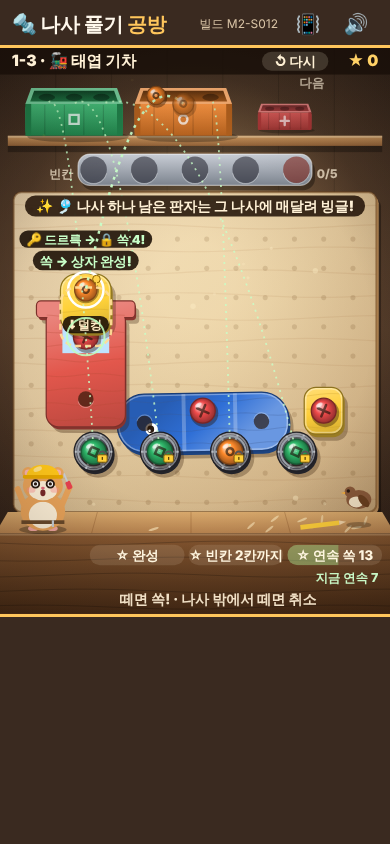 🔩 나사 풀기 공방 빌드 M2-S012 📳 🔊
1-3 · 🚂 태엽 기차 다시 ★ 0
다음
빈칸 0/5
✨ 🎐 나사 하나 남은 판자는 그 나사에 매달려 빙글!
🔑 드르륵 → 🔒 쏙 4!
쏙 → 상자 완성!
덜컹
☆ 완성 ☆ 빈칸 2칸까지 ☆ 연속 쏙 13
지금 연속 7
떼면 쏙! · 나사 밖에서 떼면 취소